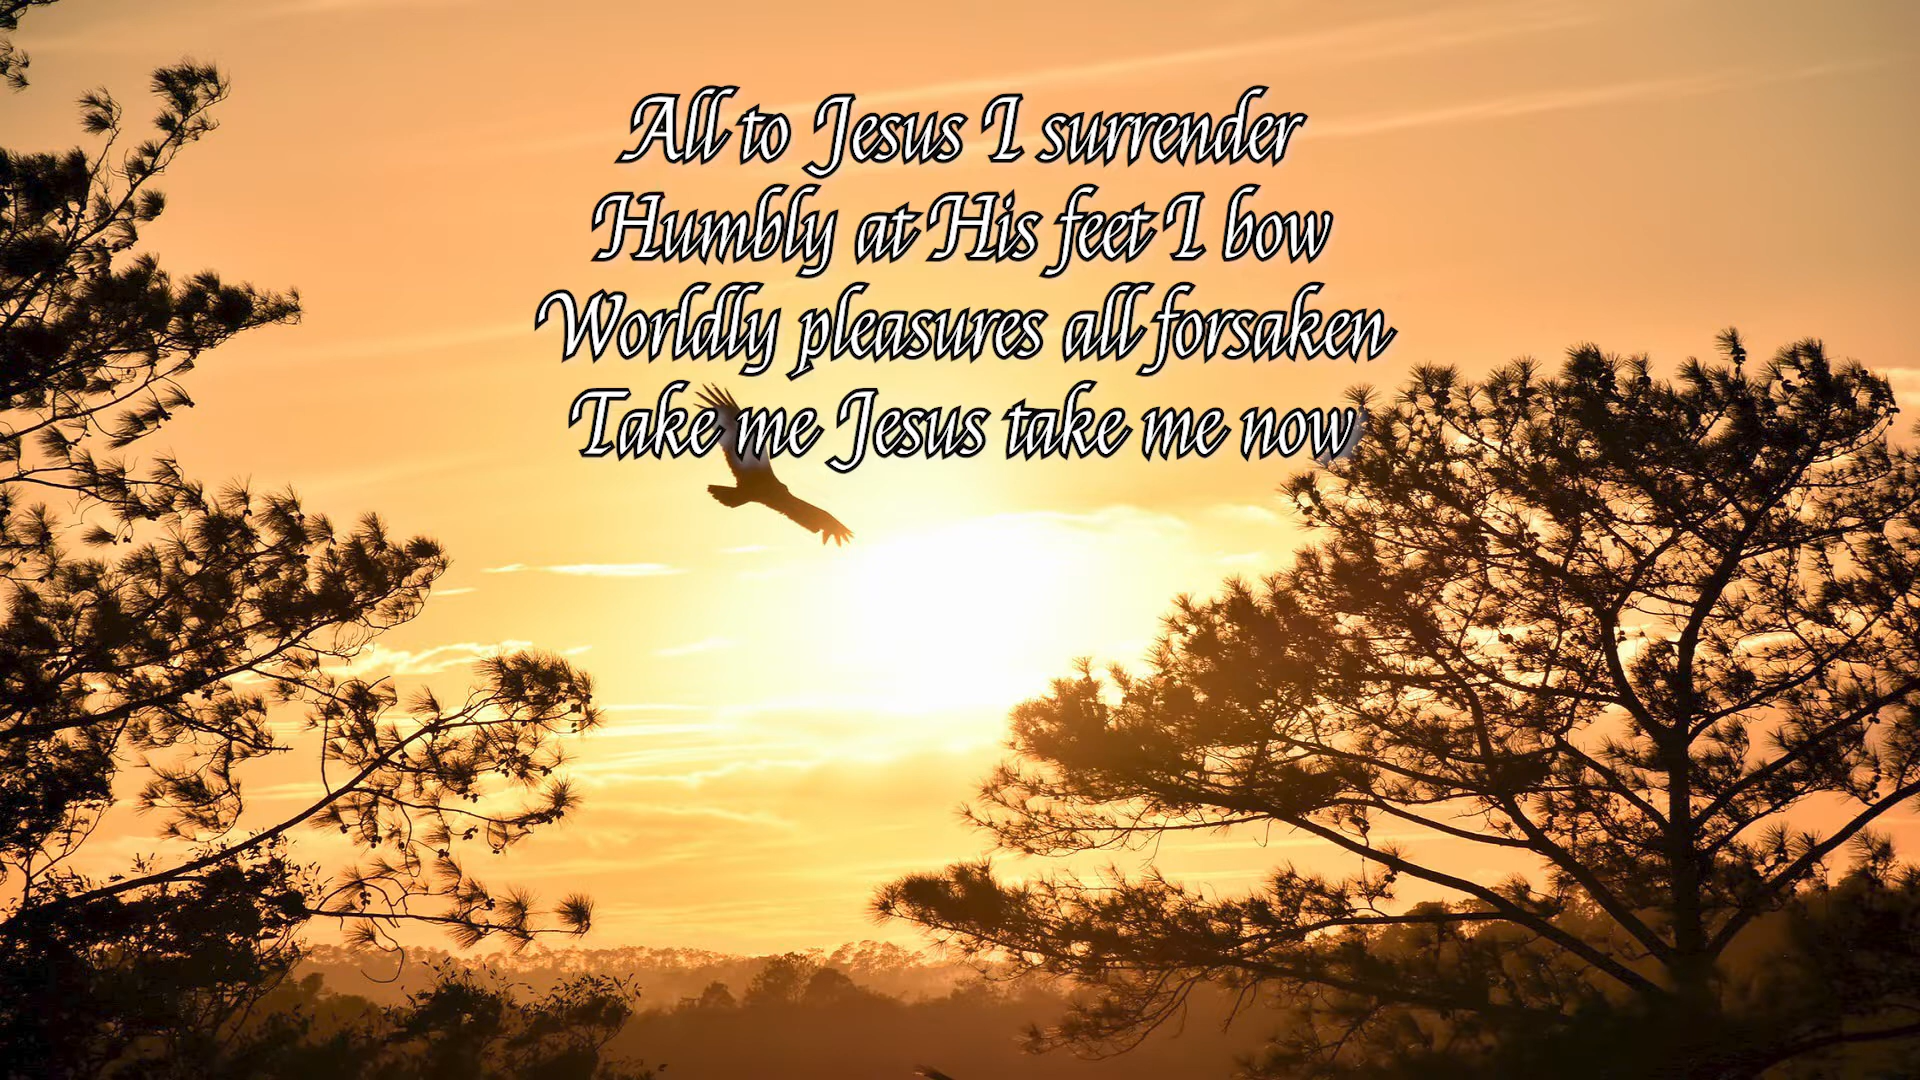 All to Jesus I surrender
Humbly at His feet I bow
Worldly pleasures all forsaken
Take me Jesus take me now